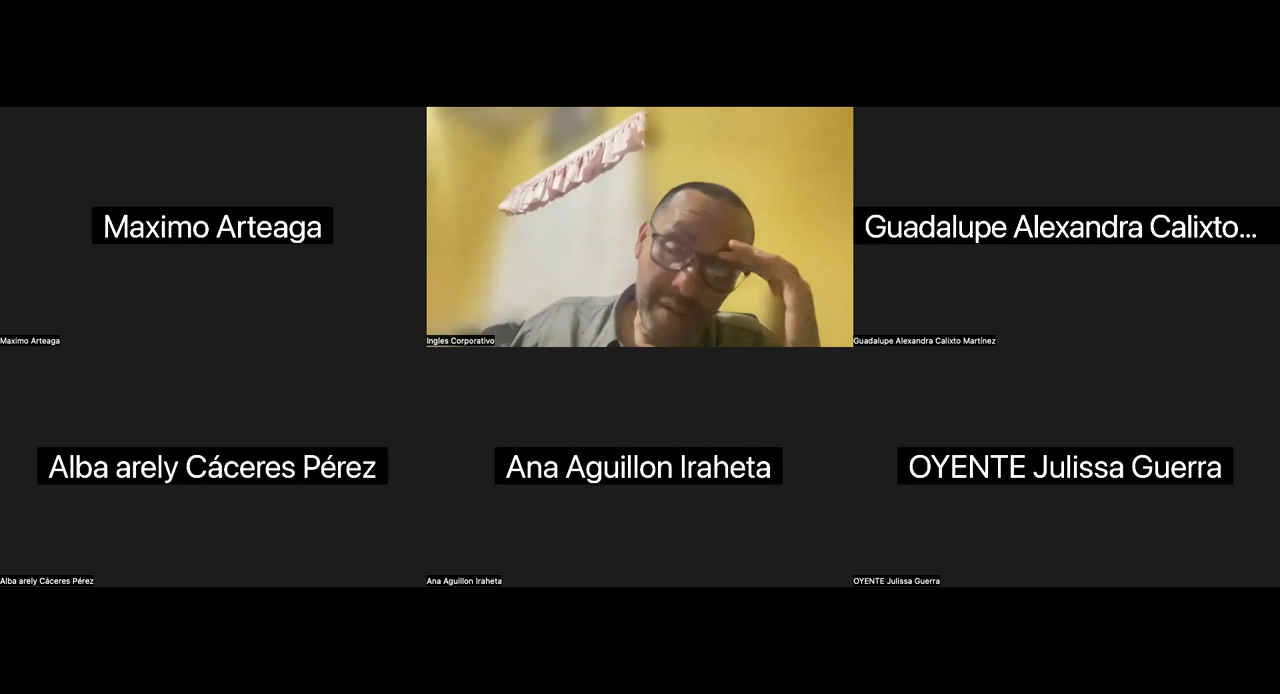 Maximo Arteaga
Guadalupe Alexandra Calixto...
Maximo Arteaga
Ingles Corporativo
Guadalupe Alexandra Calixto Martínez
Alba arely Cáceres Pérez
Ana Aguillon Iraheta
OYENTE Julissa Guerra
Alba arely Cáceres Pérez
Ana Aguillon Iraheta
OYENTE Julissa Guerra